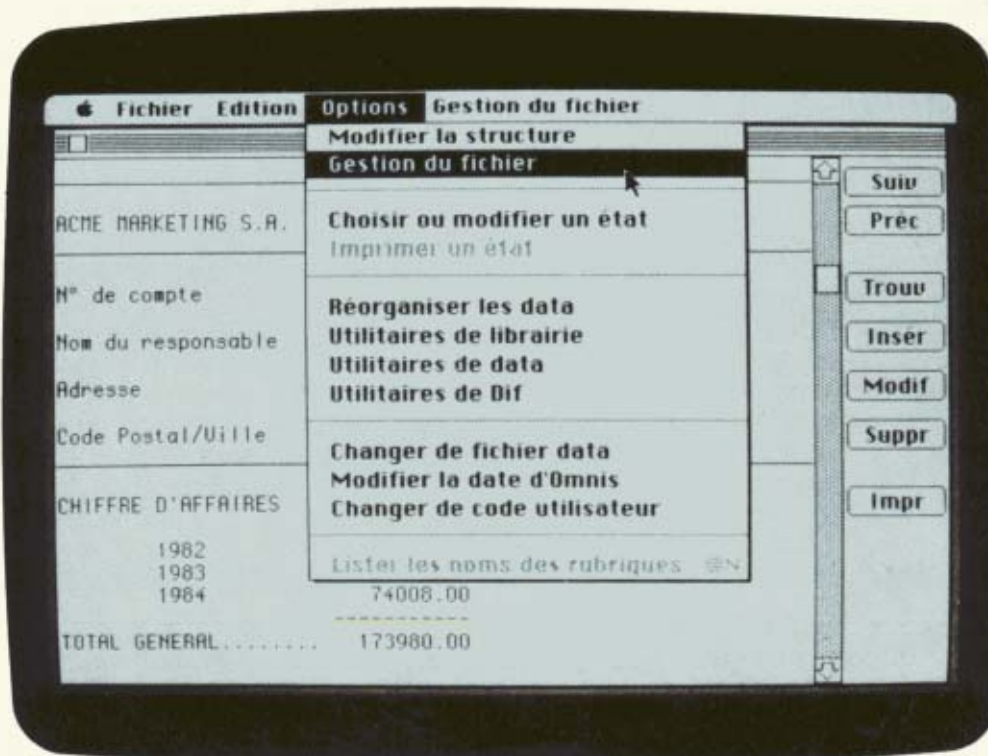 Fichier Edition Options Gestion du fichier
Modifier la structure
Gestion du fichier
Choisir ou modifier un état
Imprimer un état
Réorganiser les data
Utilitaires de librairie
Utilitaires de data
Utilitaires de Dif
Changer de fichier data
Modifier la date d'Omnis
Changer de code utilisateur
Lister les noms des rubriques @N
ACME MARKETING S.A.
N° de compte
Nom du responsable
Adresse
Code Postal/Ville
CHIFFRE D'AFFAIRES
1982
1983
1984 74008.00
-----------
TOTAL GENERAL........ 173980.00
Suiv
Préc
Trouv
Insér
Modif
Suppr
Impr